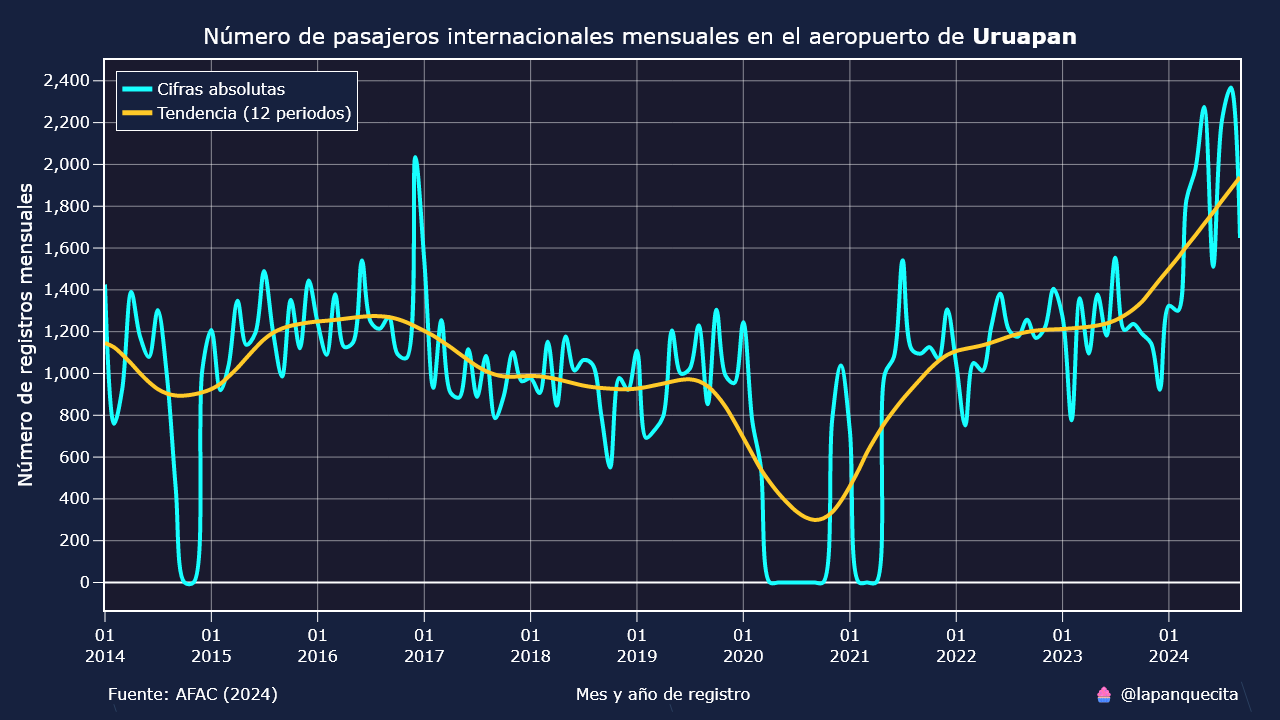 Número de pasajeros internacionales mensuales en el aeropuerto de Uruapan
Cifras absolutas
Tendencia (12 periodos)
Número de registros mensuales
2,400
2,200
2,000
1,800
1,600
1,400
1,200
1,000
800
600
400
200
0
01 01 01 01 01 01 01 01 01 01 01
2014 2015 2016 2017 2018 2019 2020 2021 2022 2023 2024
Fuente: AFAC (2024) Mes y año de registro @lapanquecita